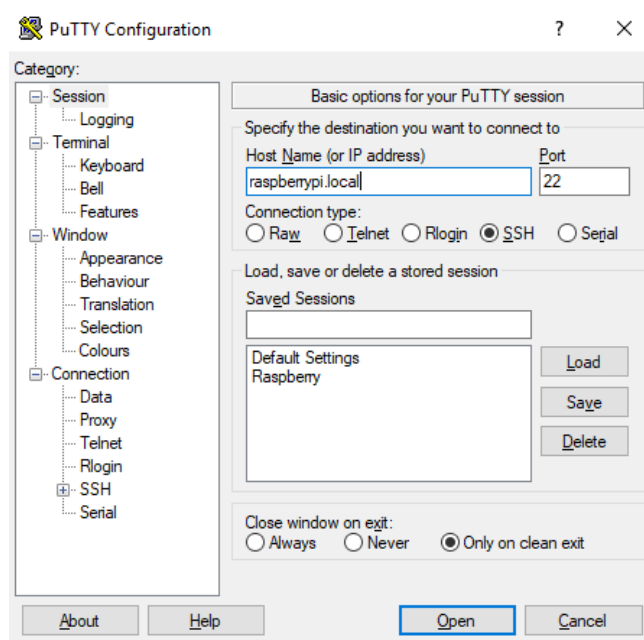 PuTTY Configuration
? ×
Category:
Session
Logging
Terminal
Keyboard
Bell
Features
Window
Appearance
Behaviour
Translation
Selection
Colours
Connection
Data
Proxy
Telnet
Rlogin
SSH
Serial
Basic options for your PuTTY session
Specify the destination you want to connect to
Host Name (or IP address) Port
raspberrypi.local 22
Connection type:
Raw Telnet Rlogin SSH Serial
Load, save or delete a stored session
Saved Sessions
Default Settings
Raspberry
Load
Save
Delete
Close window on exit:
Always Never Only on clean exit
About Help Open Cancel